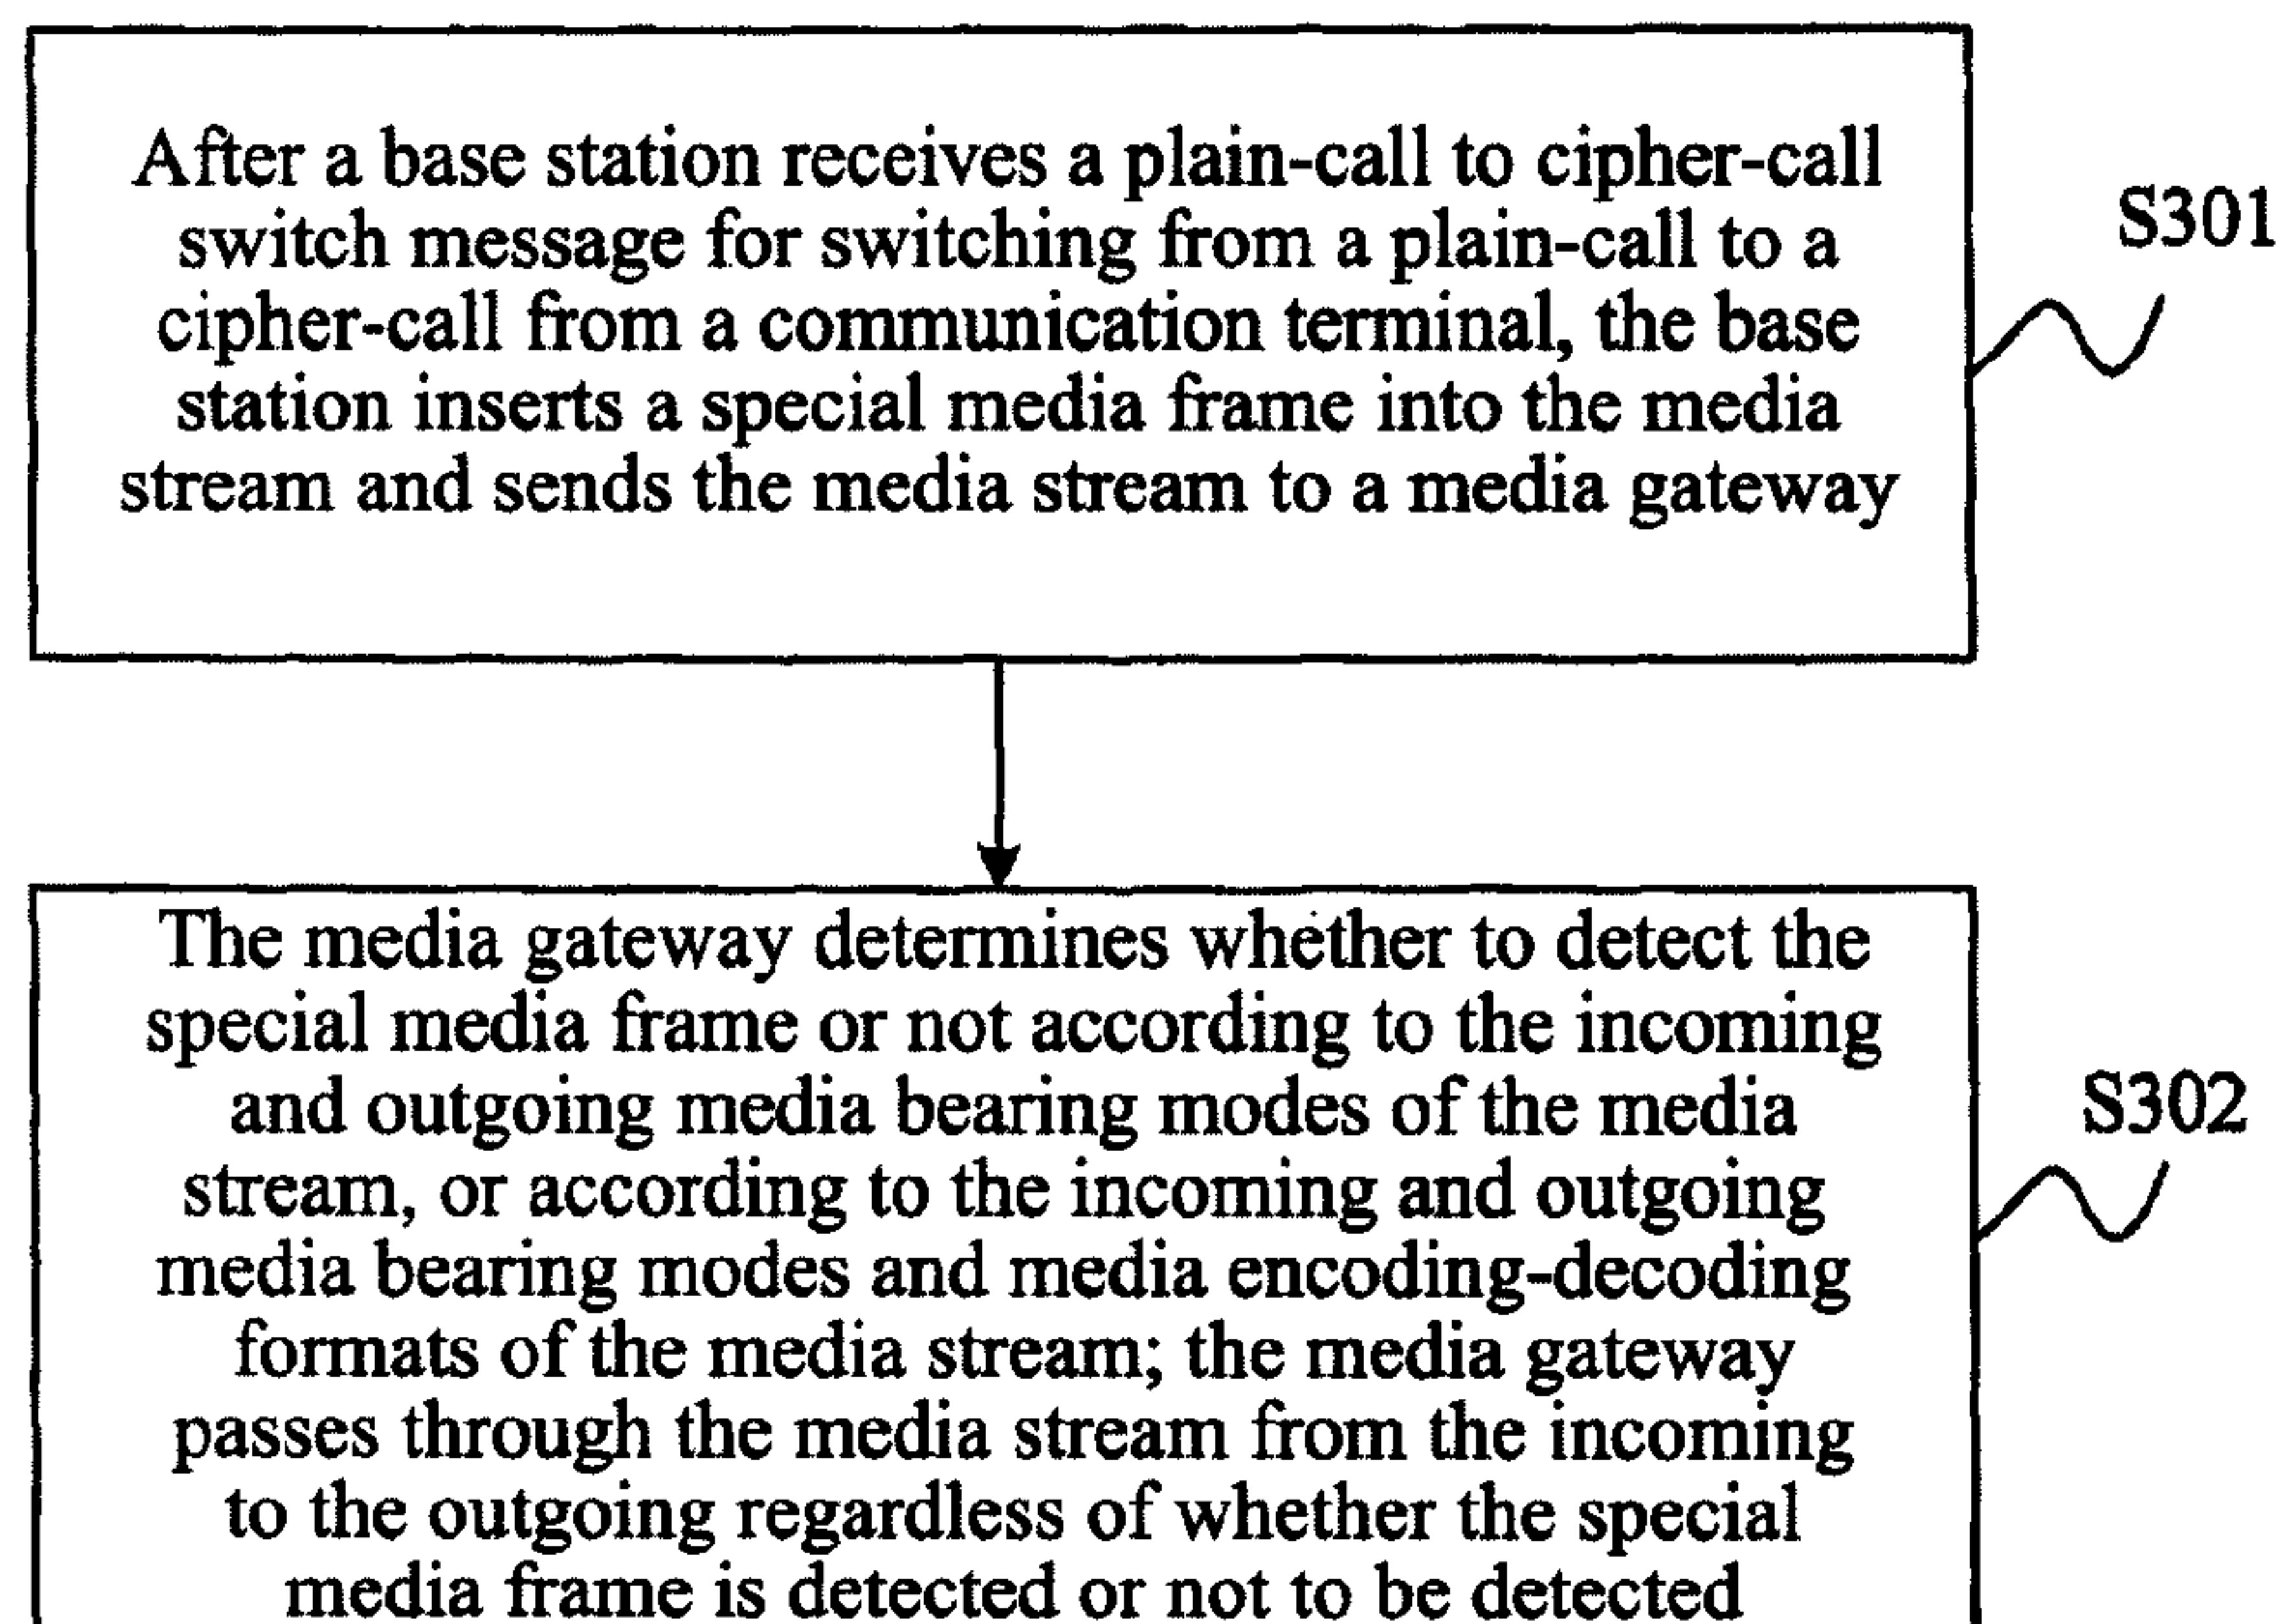 After a base station receives a plain-call to cipher-call
switch message for switching from a plain-call to a
cipher-call from a communication terminal, the base
station inserts a special media frame into the media
stream and sends the media stream to a media gateway
S301
The media gateway determines whether to detect the
special media frame or not according to the incoming
and outgoing media bearing modes of the media
stream, or according to the incoming and outgoing
media bearing modes and media encoding-decoding
formats of the media stream; the media gateway
passes through the media stream from the incoming
to the outgoing regardless of whether the special
media frame is detected or not to be detected
S302